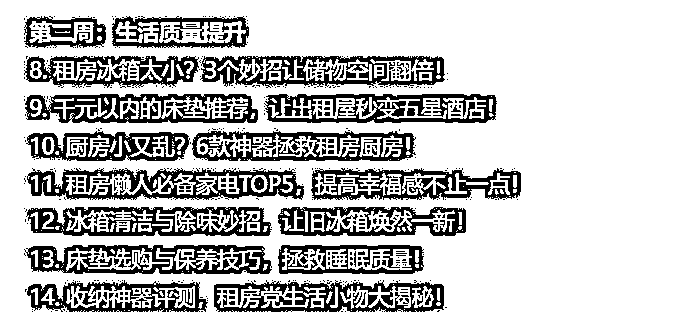 第二周：生活质量提升
8. 租房冰箱太小？3个妙招让储物空间翻倍！
9. 千元以内的床垫推荐，让出租屋秒变五星酒店！
10. 厨房小又乱？6款神器拯救租房厨房！
11. 租房懒人必备家电TOP5，提高幸福感不止一点！
12. 冰箱清洁与除味妙招，让旧冰箱焕然一新！
13. 床垫选购与保养技巧，拯救睡眠质量！
14. 收纳神器评测，租房党生活小物大揭秘！